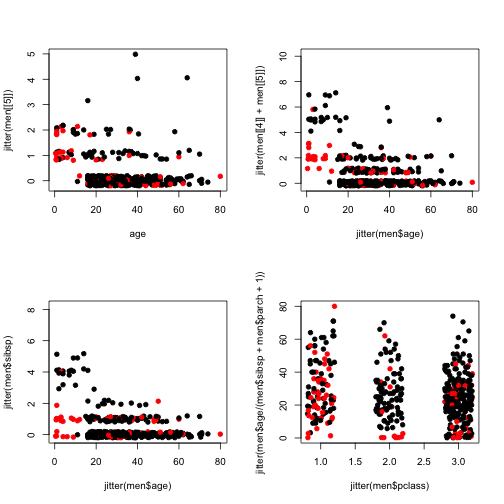 jitter(men[[5]])
5
4
3
2
1
0
0 20 40 60 80
age
jitter(men[[4]] + men[[5]])
10
8
6
4
2
0
0 20 40 60 80
jitter(men$age)
jitter(men$sibsp)
8
6
4
2
0
0 20 40 60 80
jitter(men$age)
jitter(men$age/(men$sibsp + men$parch + 1))
80
60
40
20
0
1.0 1.5 2.0 2.5 3.0
jitter(men$pclass)